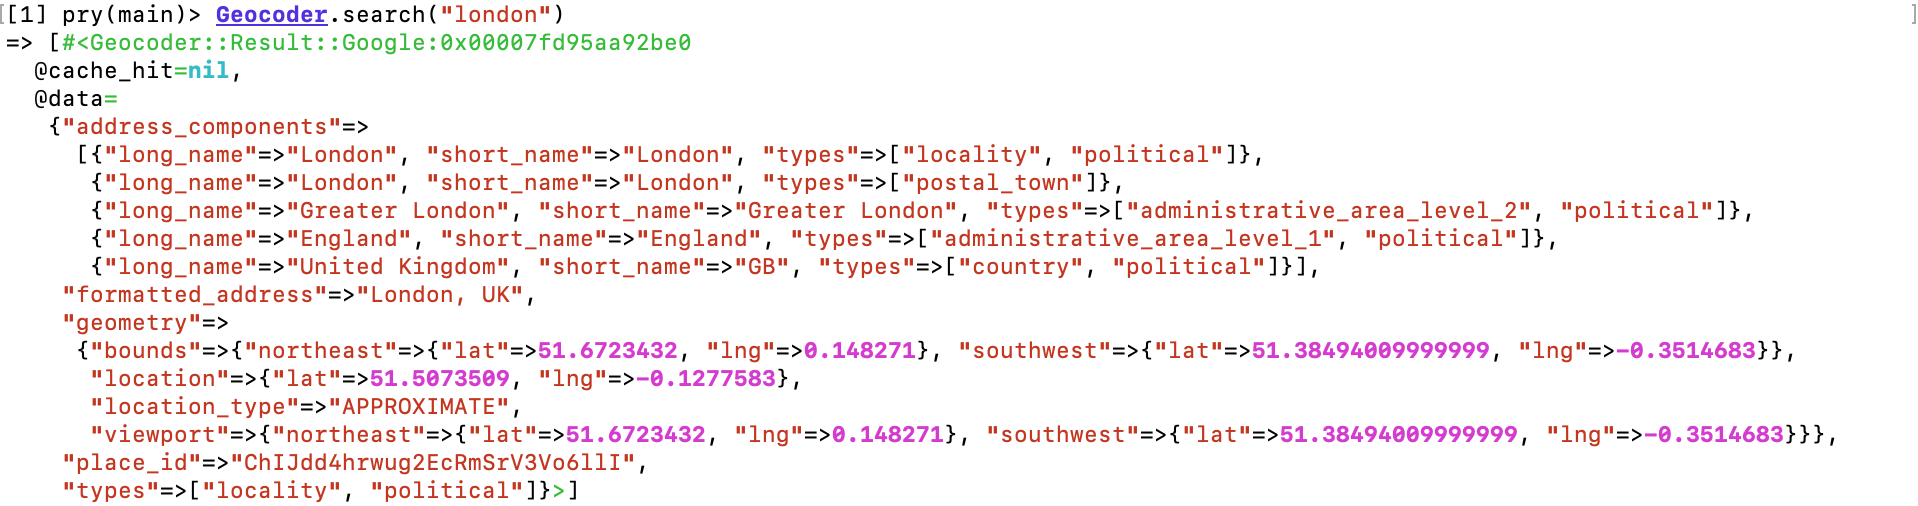 [[1] pry(main)> Geocoder.search("london") ]
=> [#<Geocoder::Result::Google:0x00007fd95aa92be0
@cache_hit=nil,
@data=
{"address_components"=>
[{"long_name"=>"London", "short_name"=>"London", "types"=>["locality", "political"]},
{"long_name"=>"London", "short_name"=>"London", "types"=>["postal_town"]},
{"long_name"=>"Greater London", "short_name"=>"Greater London", "types"=>["administrative_area_level_2", "political"]},
{"long_name"=>"England", "short_name"=>"England", "types"=>["administrative_area_level_1", "political"]},
{"long_name"=>"United Kingdom", "short_name"=>"GB", "types"=>["country", "political"]}],
"formatted_address"=>"London, UK",
"geometry"=>
{"bounds"=>{"northeast"=>{"lat"=>51.6723432, "lng"=>0.148271}, "southwest"=>{"lat"=>51.38494009999999, "lng"=>-0.3514683}},
"location"=>{"lat"=>51.5073509, "lng"=>-0.1277583},
"location_type"=>"APPROXIMATE",
"viewport"=>{"northeast"=>{"lat"=>51.6723432, "lng"=>0.148271}, "southwest"=>{"lat"=>51.38494009999999, "lng"=>-0.3514683}}},
"place_id"=>"ChIJdd4hrwug2EcRmSrV3Vo6llI",
"types"=>["locality", "political"]}>]